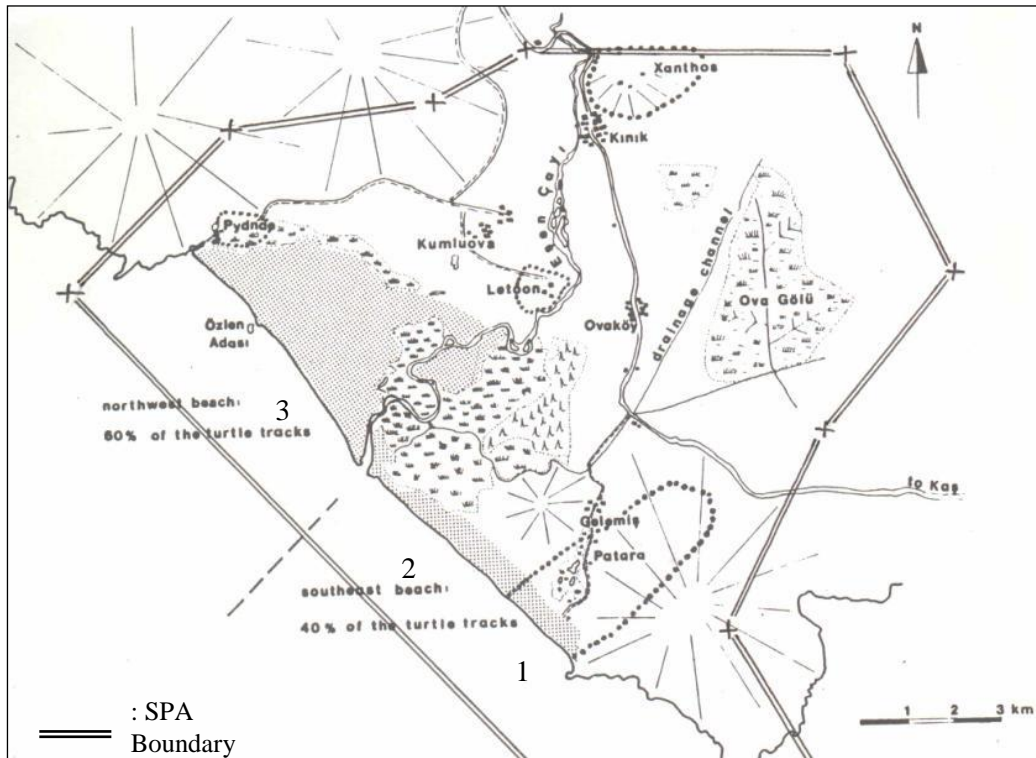 N
Xanthos
Kınık
Eşen Çayı
Pydnae
Kumluova
Letoon
Ovaköy
drainage channel
Ova Gölü
Özlen
Adası
northwest beach:
3
60% of the turtle tracks
to Kaş
Gelemiş
Patara
2
southeast beach:
40% of the turtle tracks
1
1 2 3 km
: SPA
Boundary